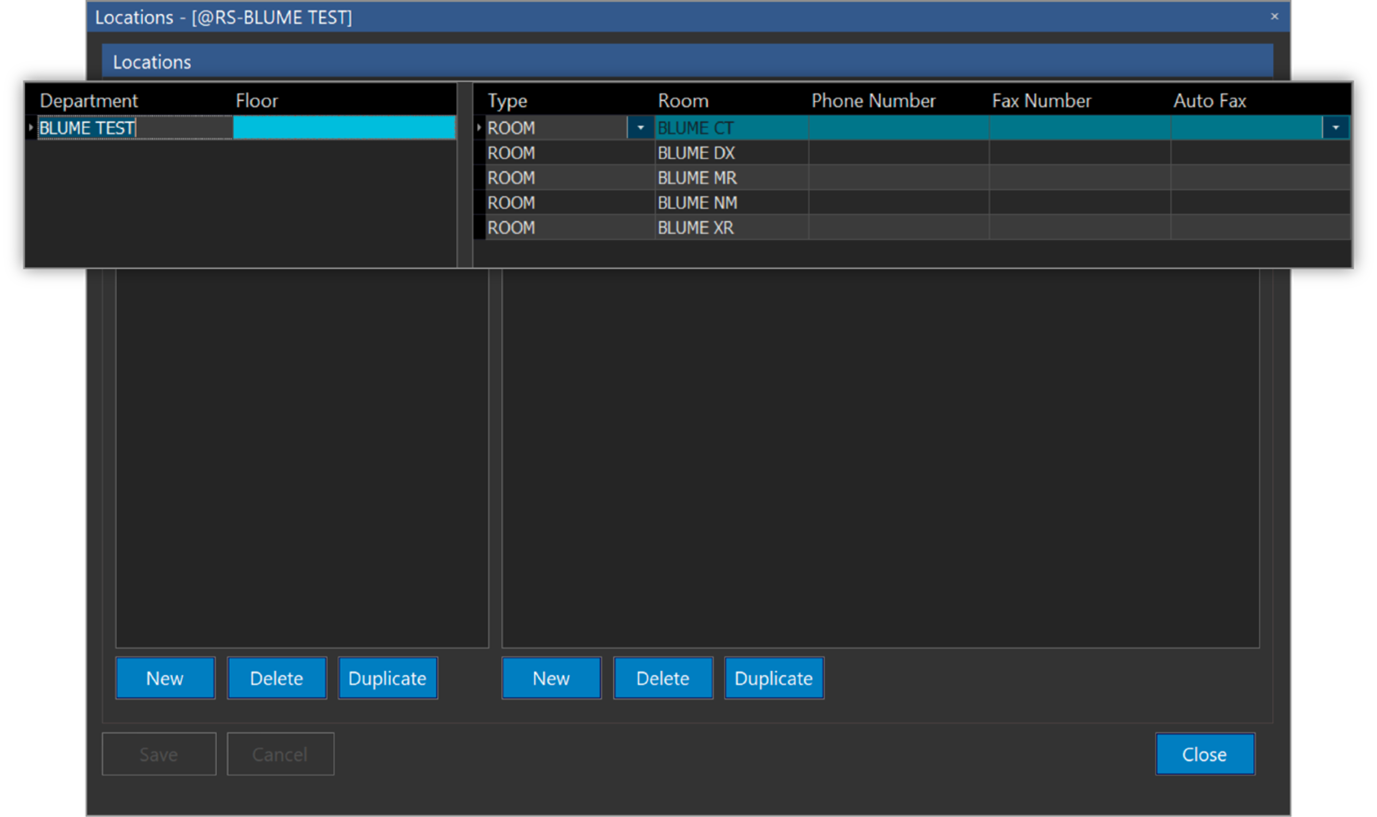 Locations - [@RS-BLUME TEST] ×
Locations
Department Floor Type Room Phone Number Fax Number Auto Fax
BLUME TEST ROOM BLUME CT
ROOM BLUME DX
ROOM BLUME MR
ROOM BLUME NM
ROOM BLUME XR
New Delete Duplicate New Delete Duplicate
Save Cancel Close